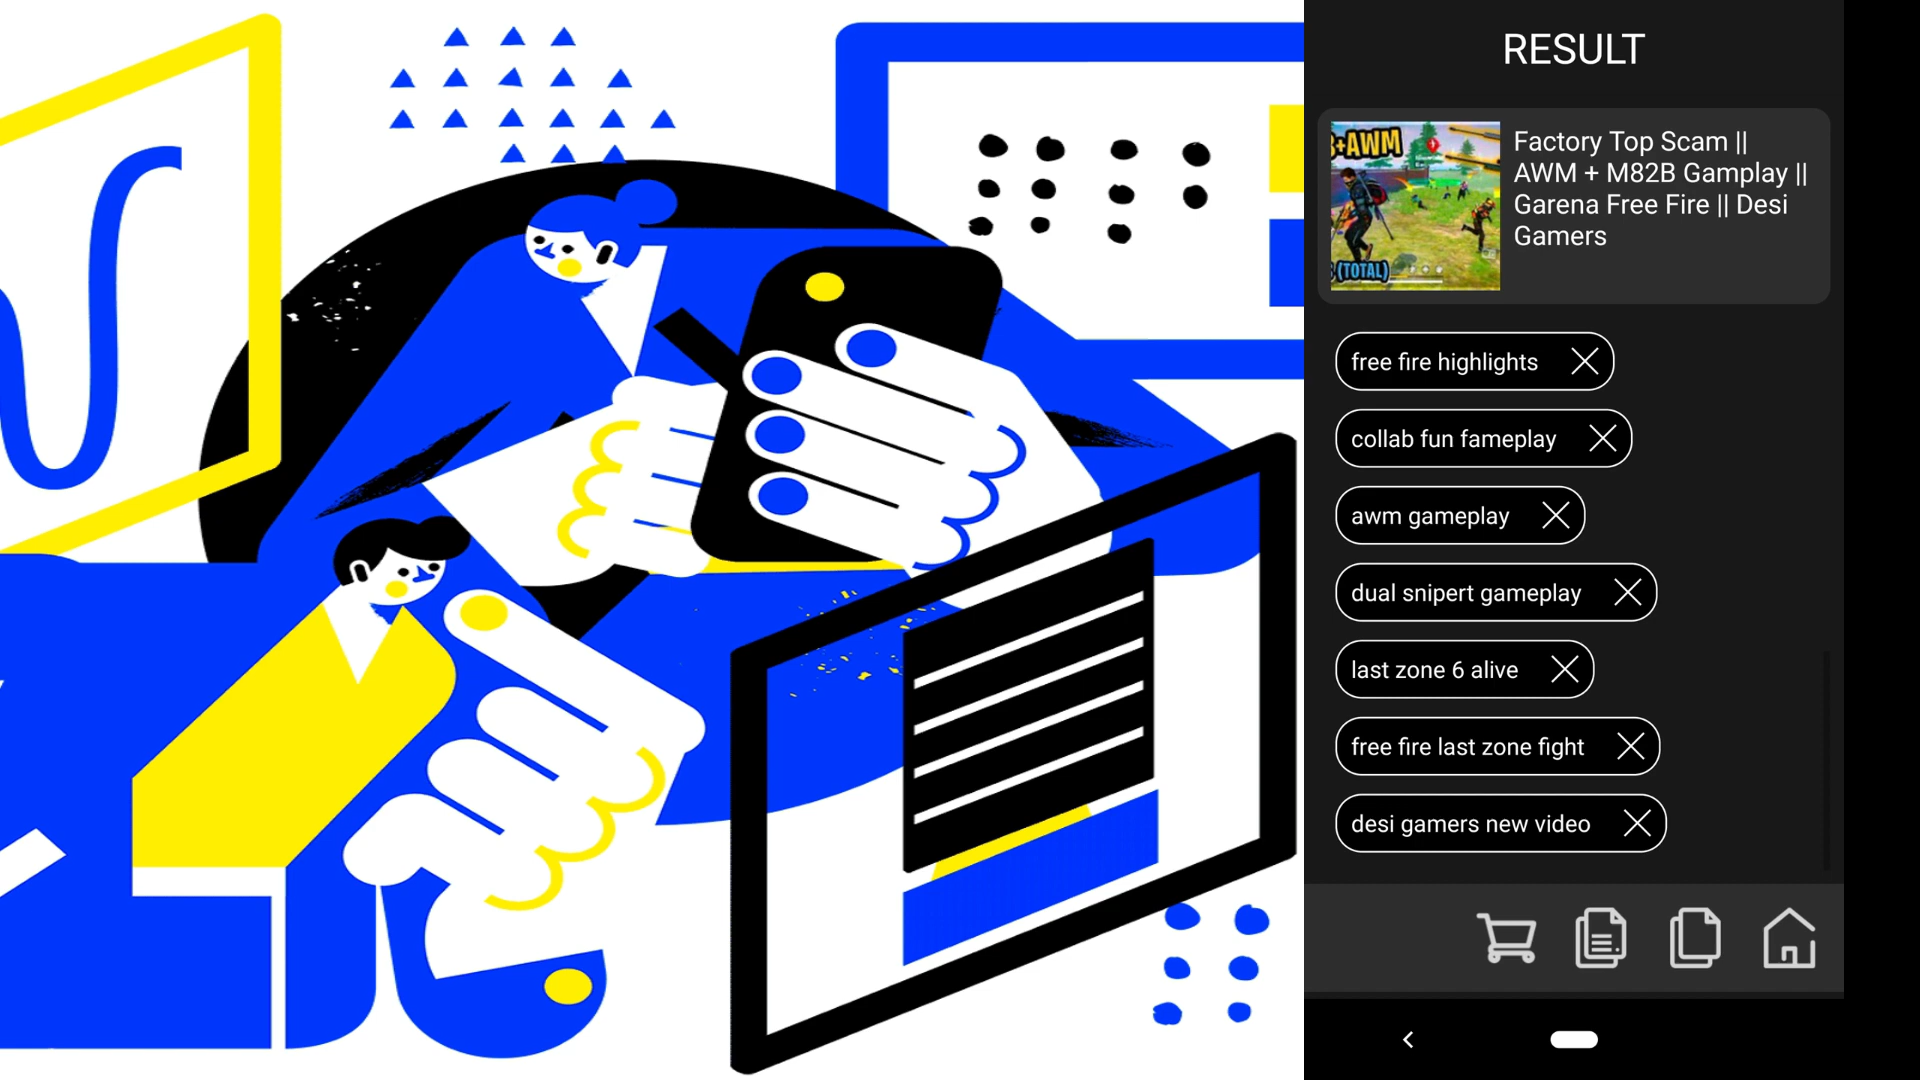 RESULT
+AWM
(TOTAL)
Factory Top Scam ||
AWM + M82B Gamplay ||
Garena Free Fire || Desi
Gamers
free fire highlights
collab fun fameplay
awm gameplay
dual snipert gameplay
last zone 6 alive
free fire last zone fight
desi gamers new video